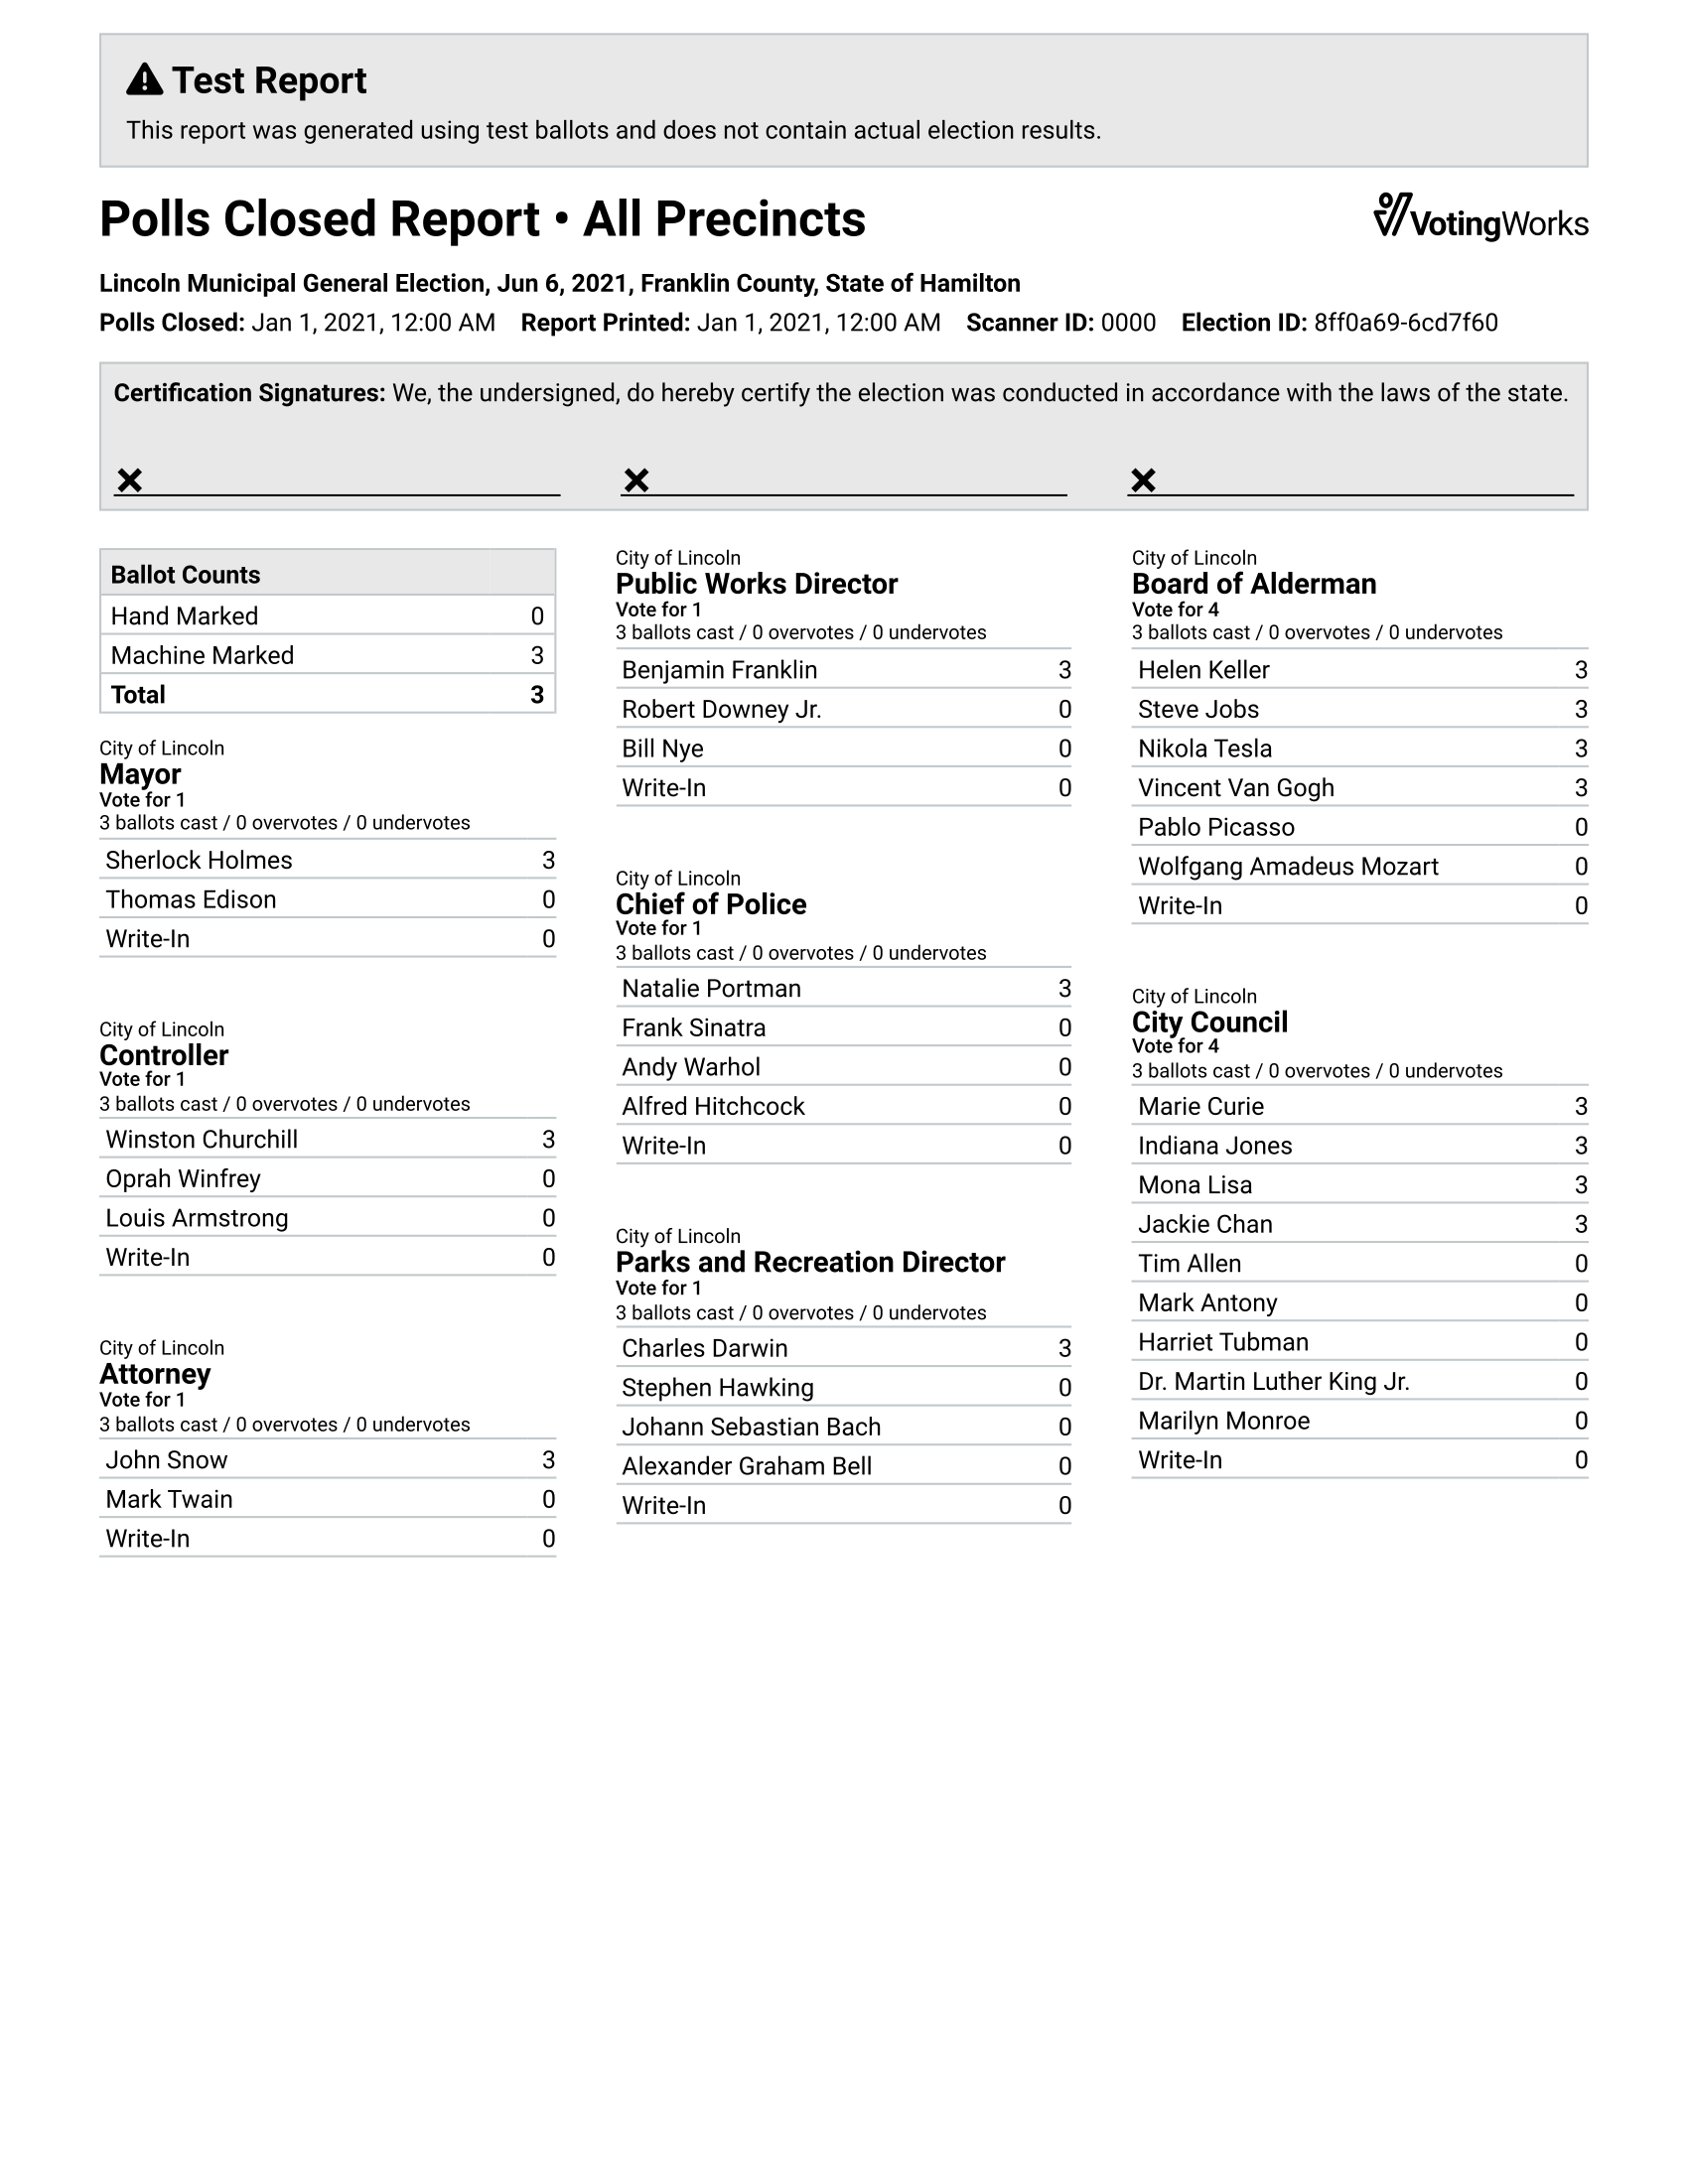 Test Report
This report was generated using test ballots and does not contain actual election results.
Polls Closed Report • All Precincts
VotingWorks
Lincoln Municipal General Election, Jun 6, 2021, Franklin County, State of Hamilton
Polls Closed: Jan 1, 2021, 12:00 AM Report Printed: Jan 1, 2021, 12:00 AM Scanner ID: 0000 Election ID: 8ff0a69-6cd7f60
Certification Signatures: We, the undersigned, do hereby certify the election was conducted in accordance with the laws of the state.
Ballot Counts
Hand Marked 0
Machine Marked 3
Total 3
City of Lincoln
Mayor
Vote for 1
3 ballots cast / 0 overvotes / 0 undervotes
Sherlock Holmes 3
Thomas Edison 0
Write-In 0
City of Lincoln
Controller
Vote for 1
3 ballots cast / 0 overvotes / 0 undervotes
Winston Churchill 3
Oprah Winfrey 0
Louis Armstrong 0
Write-In 0
City of Lincoln
Attorney
Vote for 1
3 ballots cast / 0 overvotes / 0 undervotes
John Snow 3
Mark Twain 0
Write-In 0
City of Lincoln
Public Works Director
Vote for 1
3 ballots cast / 0 overvotes / 0 undervotes
Benjamin Franklin 3
Robert Downey Jr. 0
Bill Nye 0
Write-In 0
City of Lincoln
Chief of Police
Vote for 1
3 ballots cast / 0 overvotes / 0 undervotes
Natalie Portman 3
Frank Sinatra 0
Andy Warhol 0
Alfred Hitchcock 0
Write-In 0
City of Lincoln
Parks and Recreation Director
Vote for 1
3 ballots cast / 0 overvotes / 0 undervotes
Charles Darwin 3
Stephen Hawking 0
Johann Sebastian Bach 0
Alexander Graham Bell 0
Write-In 0
City of Lincoln
Board of Alderman
Vote for 4
3 ballots cast / 0 overvotes / 0 undervotes
Helen Keller 3
Steve Jobs 3
Nikola Tesla 3
Vincent Van Gogh 3
Pablo Picasso 0
Wolfgang Amadeus Mozart 0
Write-In 0
City of Lincoln
City Council
Vote for 4
3 ballots cast / 0 overvotes / 0 undervotes
Marie Curie 3
Indiana Jones 3
Mona Lisa 3
Jackie Chan 3
Tim Allen 0
Mark Antony 0
Harriet Tubman 0
Dr. Martin Luther King Jr. 0
Marilyn Monroe 0
Write-In 0